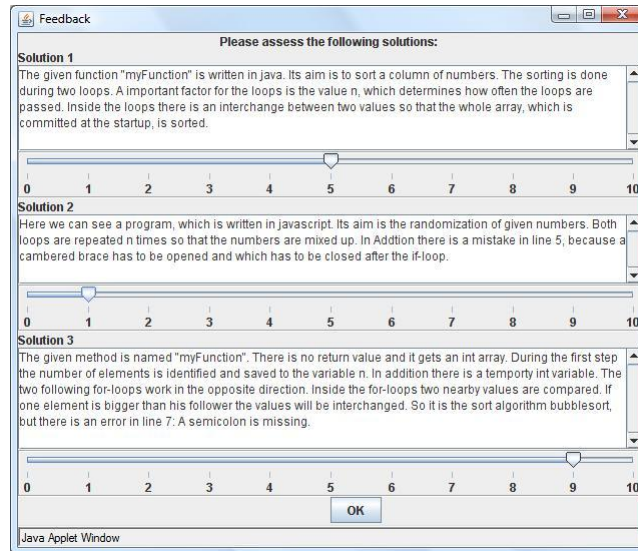 Feedback
Please assess the following solutions:
Solution 1
The given function "myFunction" is written in java. Its aim is to sort a column of numbers. The sorting is done
during two loops. A important factor for the loops is the value n, which determines how often the loops are
passed. Inside the loops there is an interchange between two values so that the whole array, which is
committed at the startup, is sorted.
0 1 2 3 4 5 6 7 8 9 10
Solution 2
Here we can see a program, which is written in javascript. Its aim is the randomization of given numbers. Both
loops are repeated n times so that the numbers are mixed up. In Addtion there is a mistake in line 5, because a
cambered brace has to be opened and which has to be closed after the if-loop.
0 1 2 3 4 5 6 7 8 9 10
Solution 3
The given method is named "myFunction". There is no return value and it gets an int array. During the first step
the number of elements is identified and saved to the variable n. In addition there is a temporty int variable. The
two following for-loops work in the opposite direction. Inside the for-loops two nearby values are compared. If
one element is bigger than his follower the values will be interchanged. So it is the sort algorithm bubblesort,
but there is an error in line 7: A semicolon is missing.
0 1 2 3 4 5 6 7 8 9 10
OK
Java Applet Window